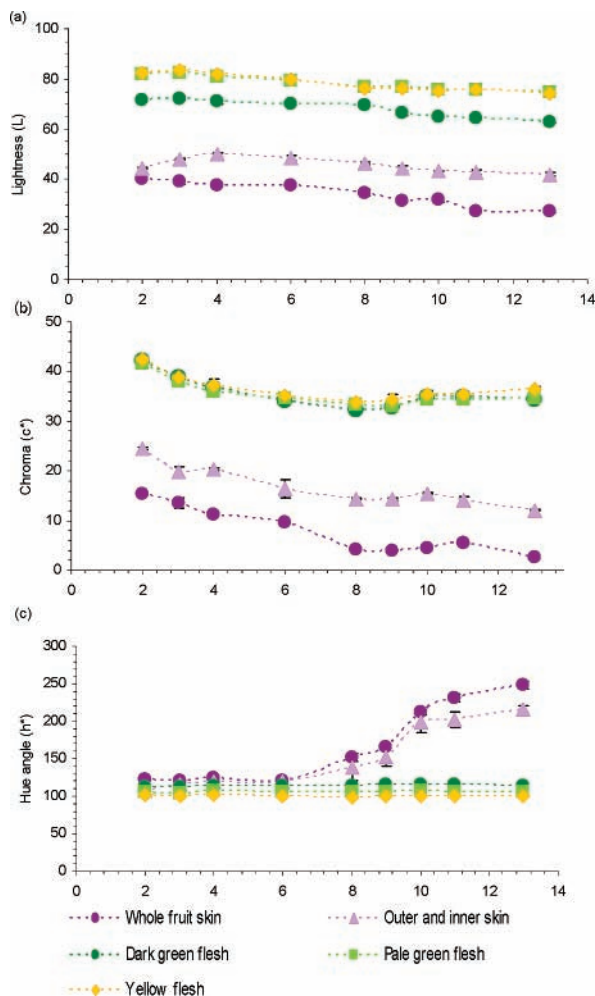 (a)
100
80
60
40
20
0
Lightness (L)
0 2 4 6 8 10 12 14
(b)
50
40
30
20
10
0
Chroma (c*)
0 2 4 6 8 10 12
(c)
300
250
200
150
100
50
0
Hue angle (h*)
0 2 4 6 8 10 12 14
Whole fruit skin Outer and inner skin
Dark green flesh Pale green flesh
Yellow flesh